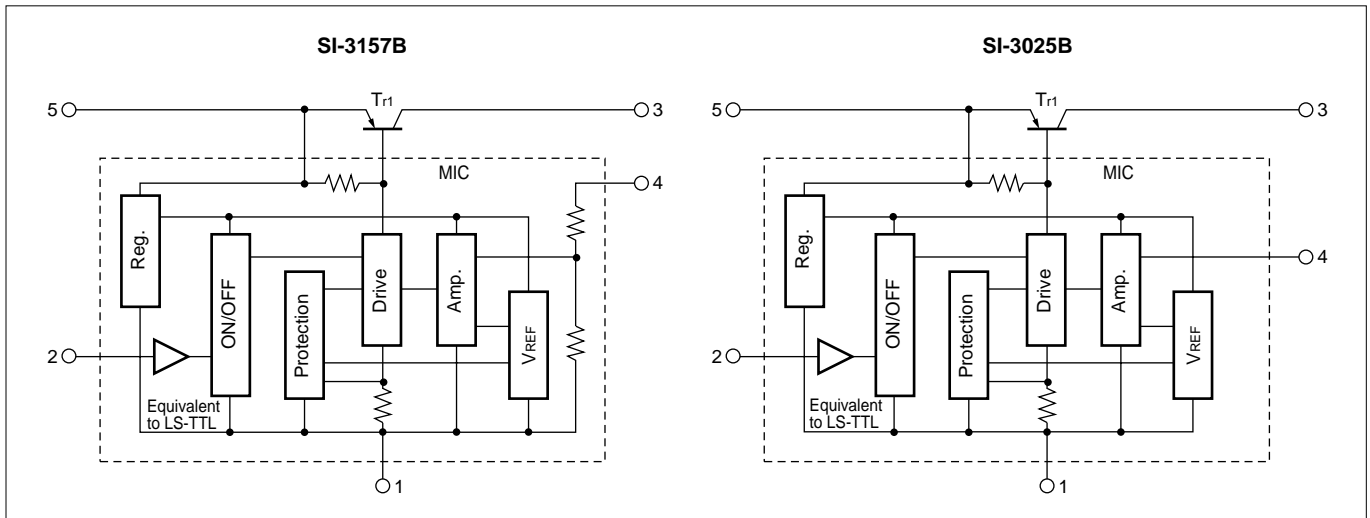 SI-3157B
5
Tr1
3
MIC
4
Reg.
ON/OFF
Protection
Drive
Amp.
VREF
2
Equivalent
to LS-TTL
1
SI-3025B
5
Tr1
3
MIC
Reg.
ON/OFF
Protection
Drive
Amp.
VREF
4
2
Equivalent
to LS-TTL
1